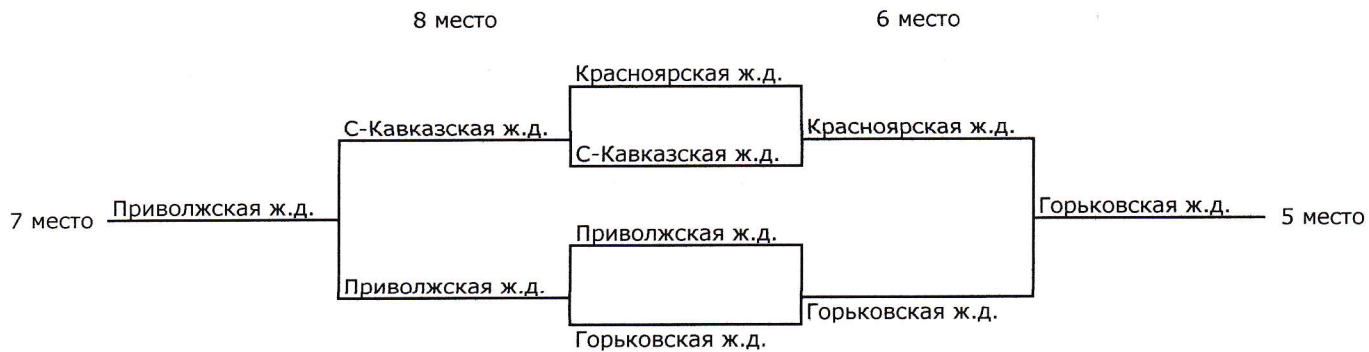 8 место
6 место
Красноярская ж.д.
С-Кавказская ж.д.
Красноярская ж.д.
С-Кавказская ж.д.
7 место
Приволжская ж.д.
Горьковская ж.д.
5 место
Приволжская ж.д.
Приволжская ж.д.
Горьковская ж.д.
Горьковская ж.д.